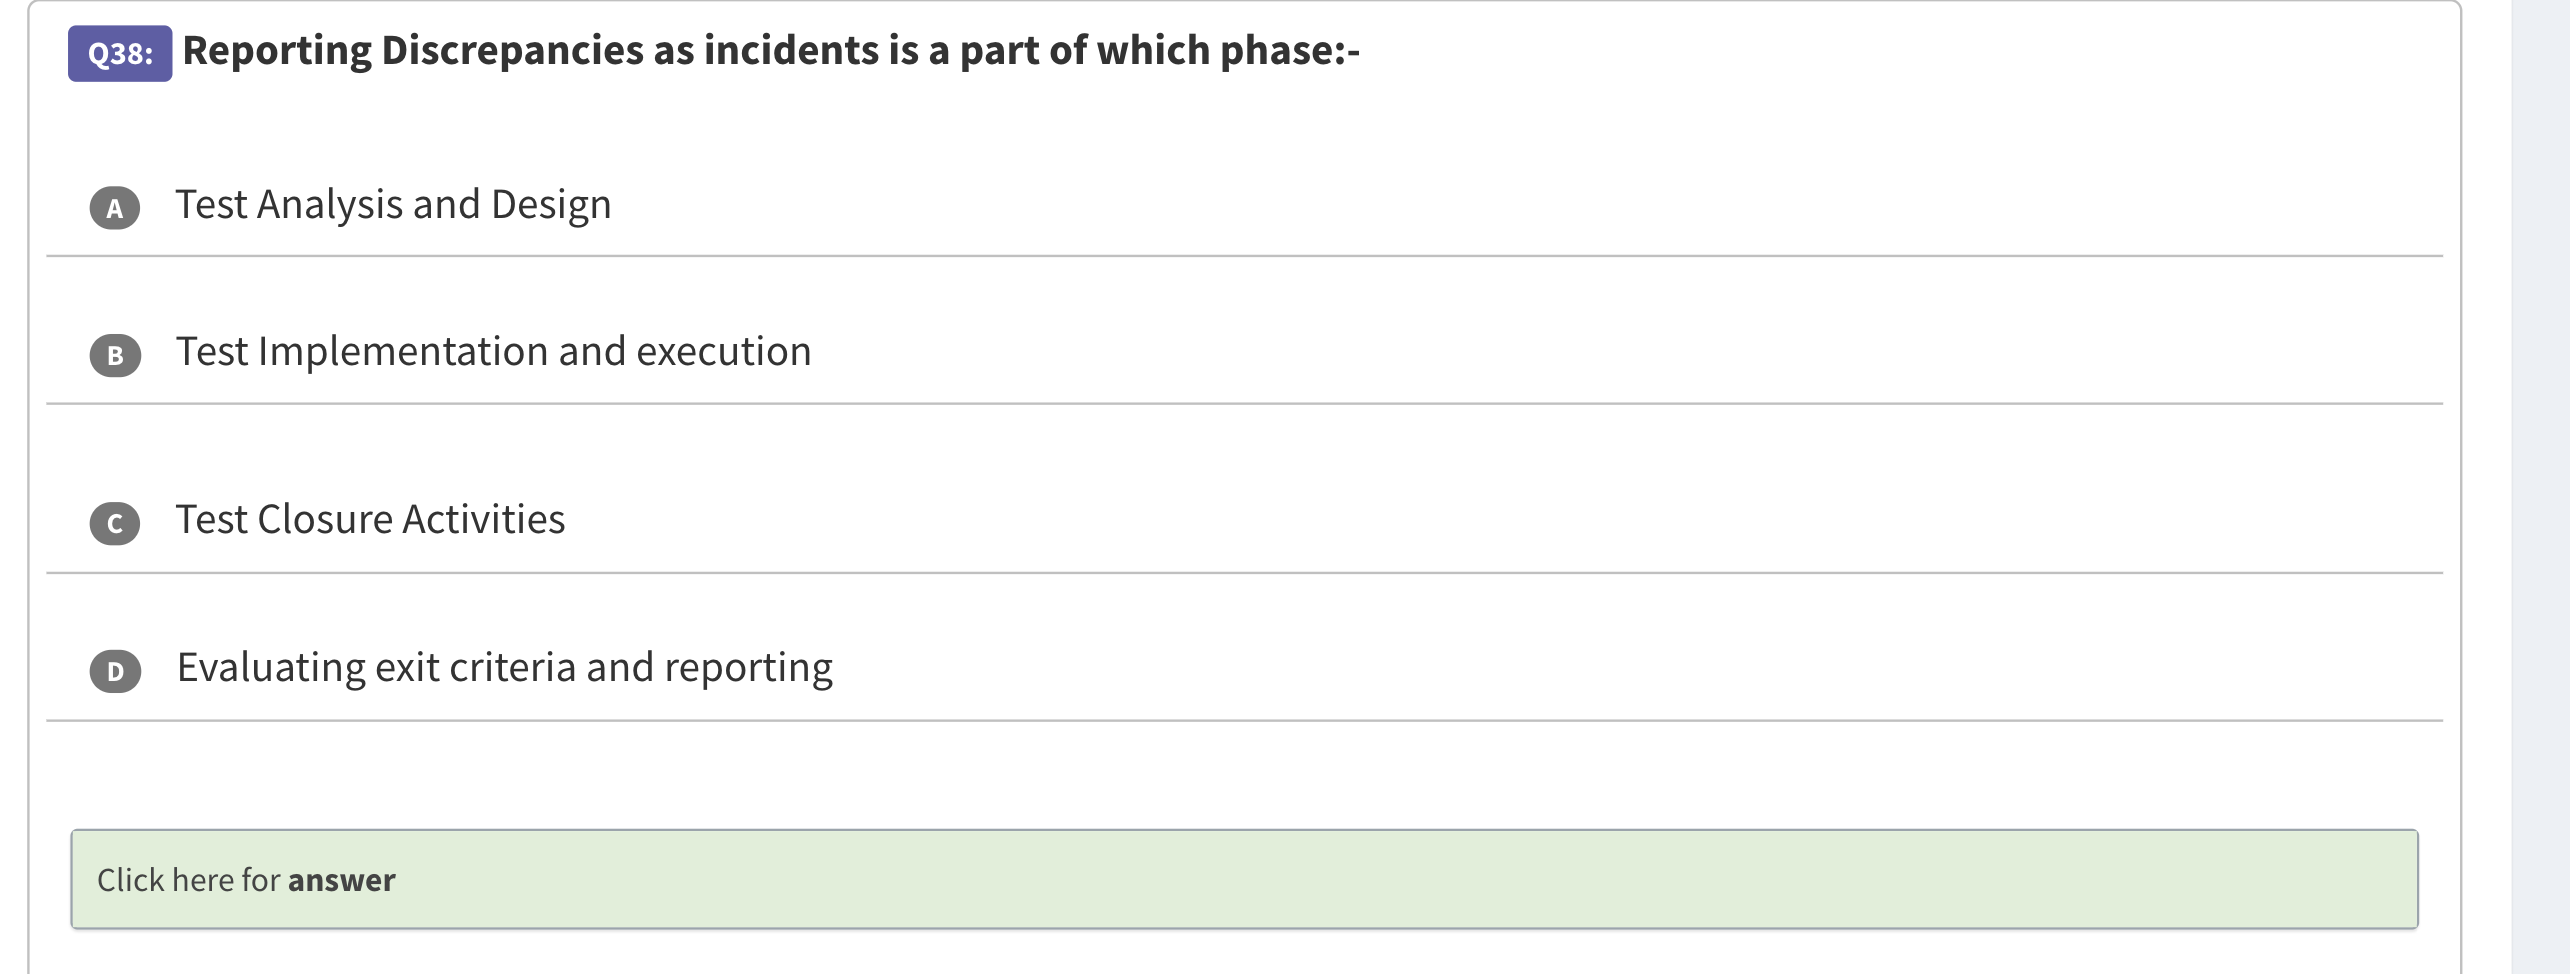 Q38: Reporting Discrepancies as incidents is a part of which phase:-
A Test Analysis and Design
B Test Implementation and execution
C Test Closure Activities
D Evaluating exit criteria and reporting
Click here for answer